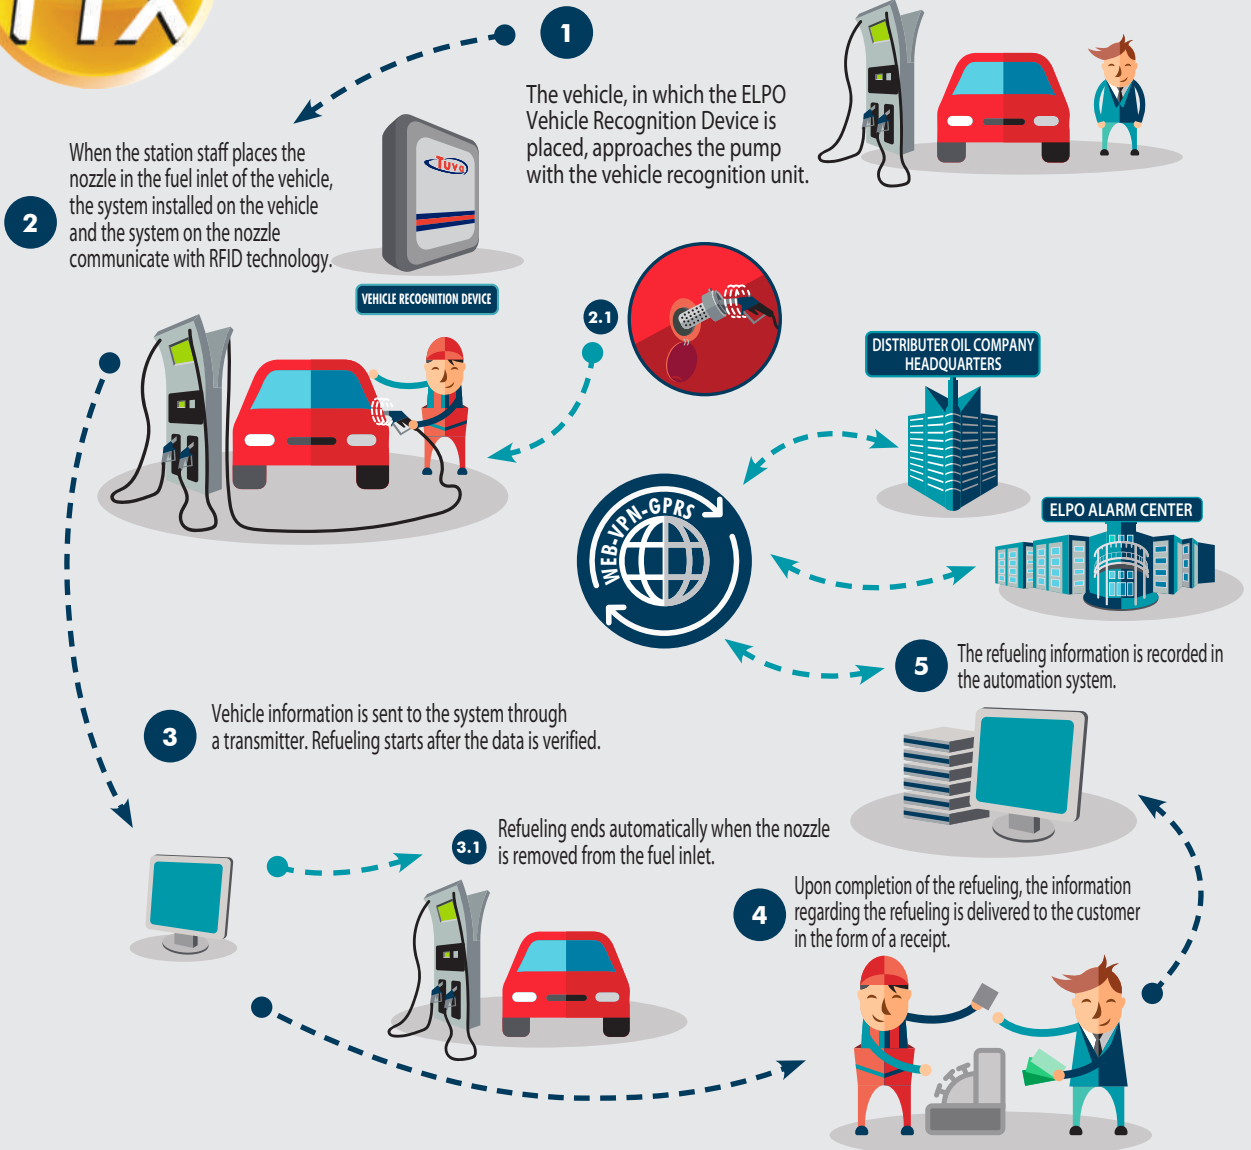 1
The vehicle, in which the ELPO
Vehicle Recognition Device is
placed, approaches the pump
with the vehicle recognition unit.
2
When the station staff places the
nozzle in the fuel inlet of the vehicle,
the system installed on the vehicle
and the system on the nozzle
communicate with RFID technology.
Tuvo
VEHICLE RECOGNITION DEVICE
2.1
DISTRIBUTER OIL COMPANY
HEADQUARTERS
WEB-VPN-GPRS
ELPO ALARM CENTER
5
The refueling information is recorded in
the automation system.
3
Vehicle information is sent to the system through
a transmitter. Refueling starts after the data is verified.
3.1
Refueling ends automatically when the nozzle
is removed from the fuel inlet.
4
Upon completion of the refueling, the information
regarding the refueling is delivered to the customer
in the form of a receipt.